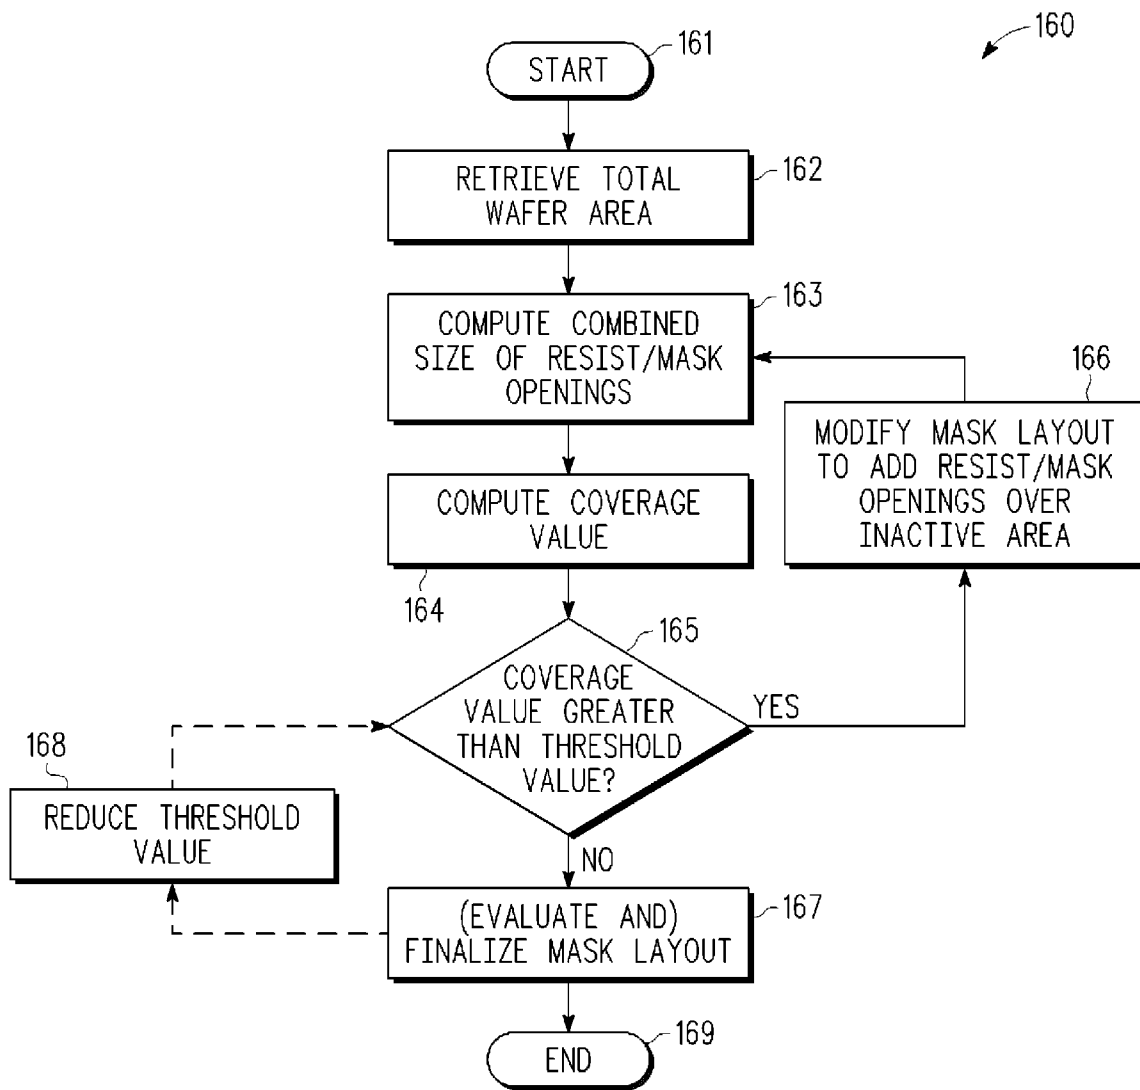 160
START
161
RETRIEVE TOTAL
WAFER AREA
162
COMPUTE COMBINED
SIZE OF RESIST/MASK
OPENINGS
163
MODIFY MASK LAYOUT
TO ADD RESIST/MASK
OPENINGS OVER
INACTIVE AREA
166
COMPUTE COVERAGE
VALUE
164
COVERAGE
VALUE GREATER
THAN THRESHOLD
VALUE?
165
YES
168
REDUCE THRESHOLD
VALUE
NO
(EVALUATE AND)
FINALIZE MASK LAYOUT
167
END
169